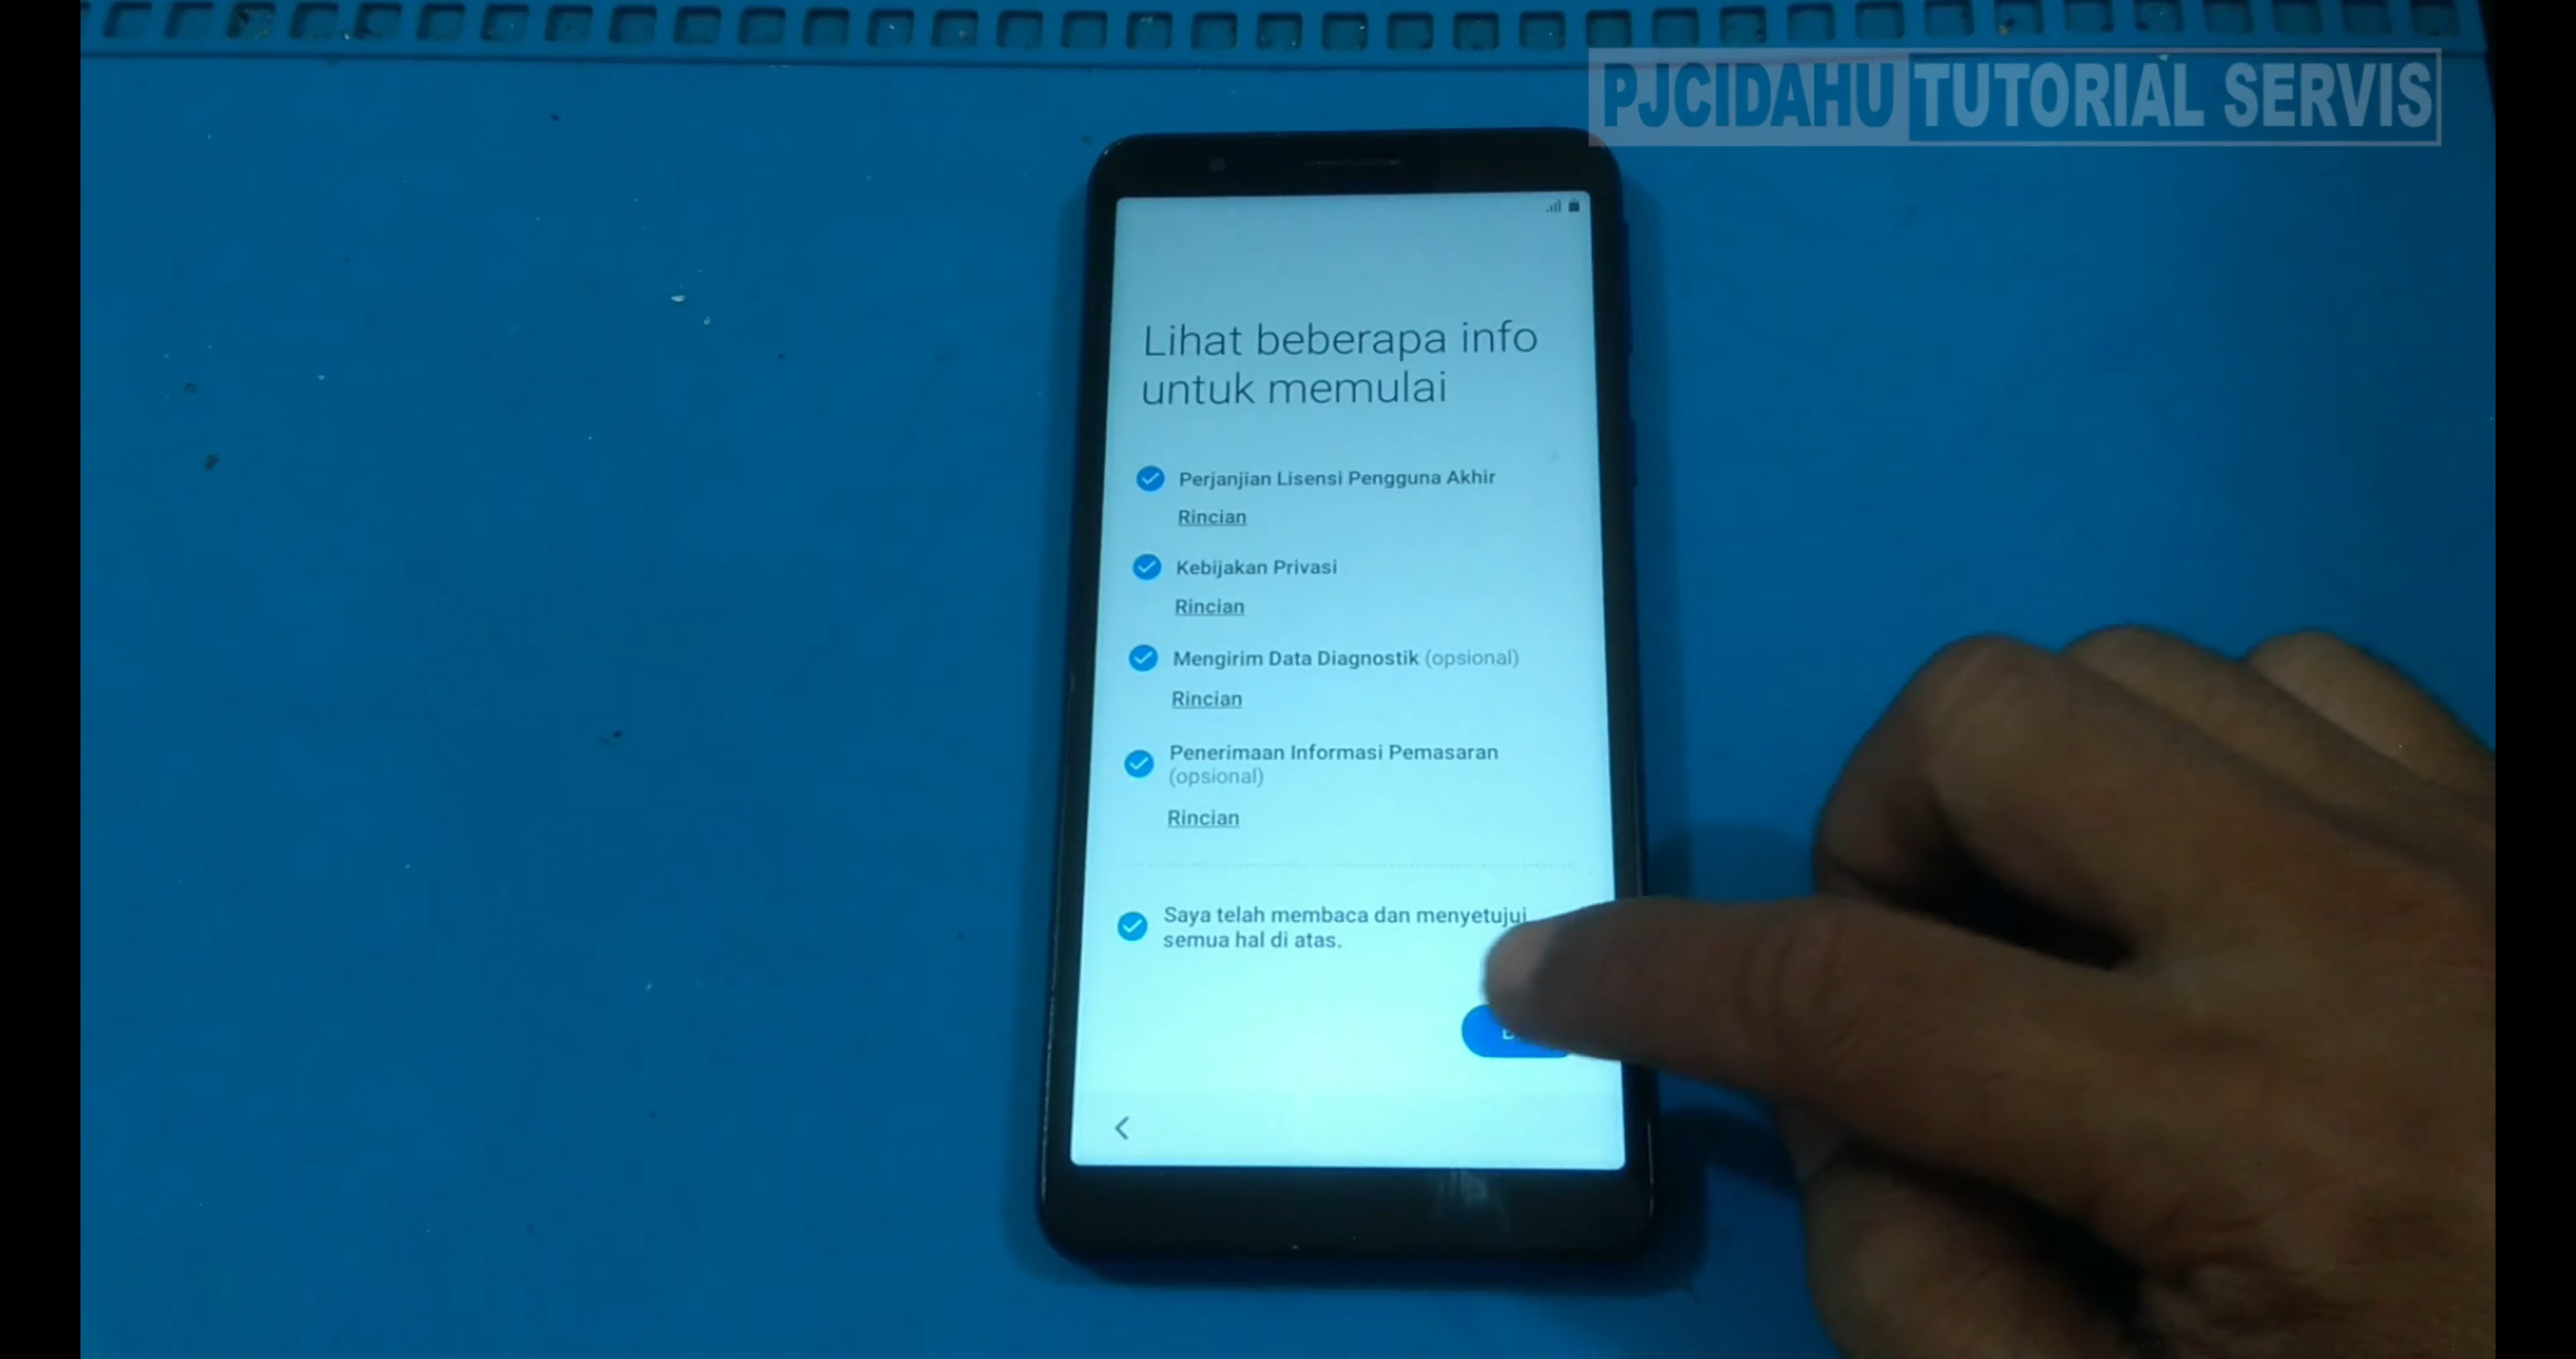 PJCIDAHU TUTORIAL SERVIS
Lihat beberapa info
untuk memulai
Perjanjian Lisensi Pengguna Akhir
Rincian
Kebijakan Privasi
Rincian
Mengirim Data Diagnostik (opsional)
Rincian
Penerimaan Informasi Pemasaran
(opsional)
Rincian
Saya telah membaca dan menyetujui
semua hal di atas.